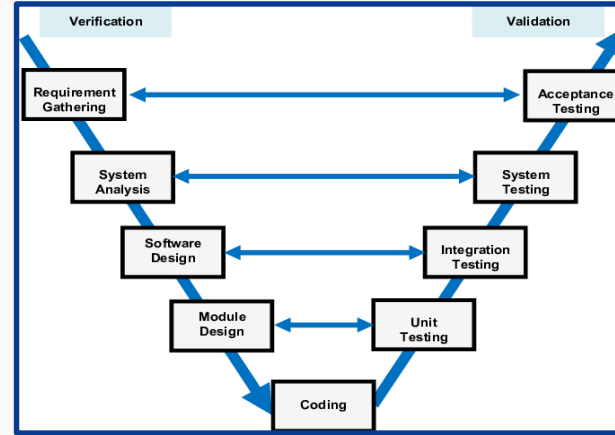 Verification
Validation
Requirement
Gathering
Acceptance
Testing
System
Analysis
System
Testing
Software
Design
Integration
Testing
Module
Design
Unit
Testing
Coding